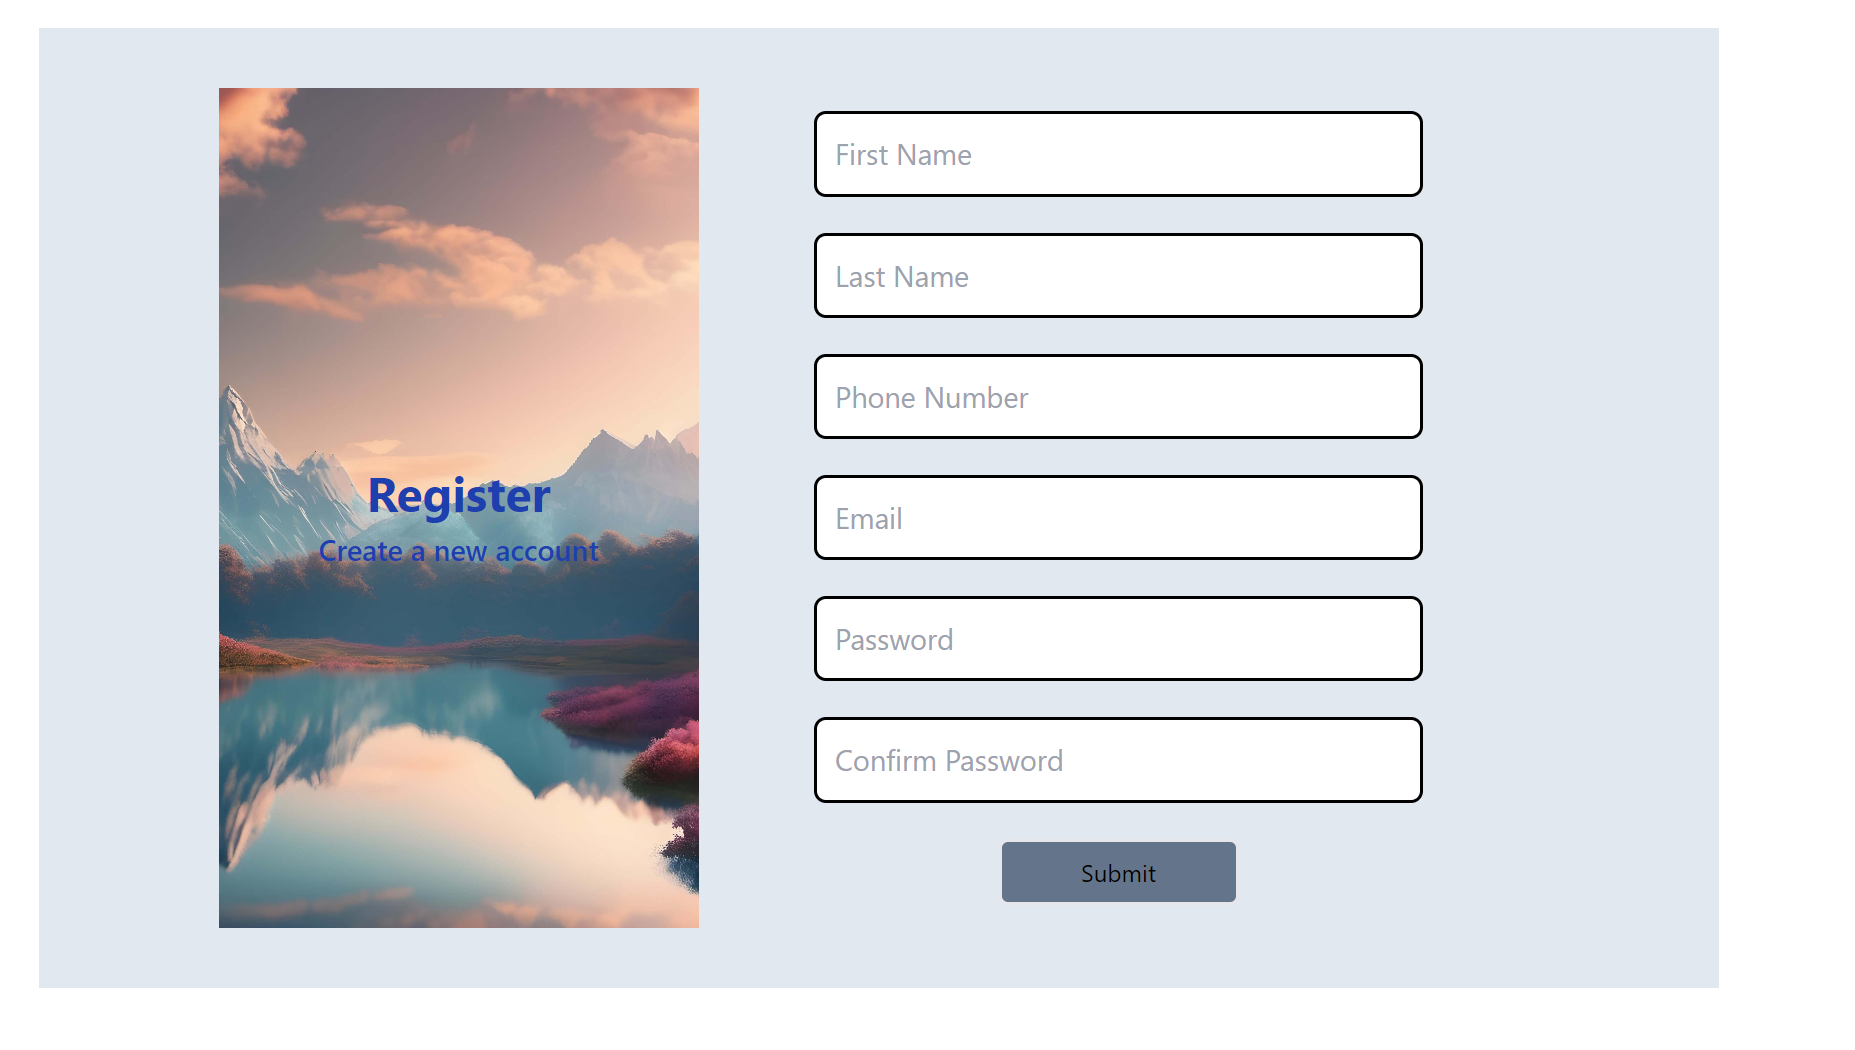 Register
Create a new account
First Name
Last Name
Phone Number
Email
Password
Confirm Password
Submit